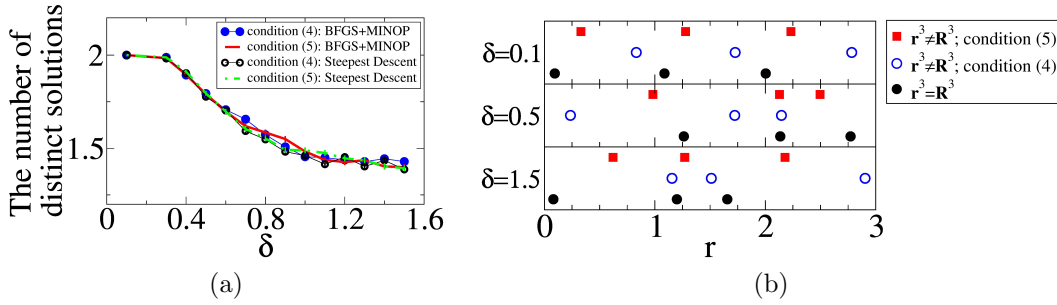 The number of
distinct solutions
2
1.5
0
0.4
0.8
1.2
1.6
δ
condition (4): BFGS+MINOP
condition (5): BFGS+MINOP
condition (4): Steepest Descent
condition (5): Steepest Descent
(a)
δ=0.1
δ=0.5
δ=1.5
0
1
2
3
r
r³≠R³; condition (5)
r³≠R³; condition (4)
r³=R³
(b)